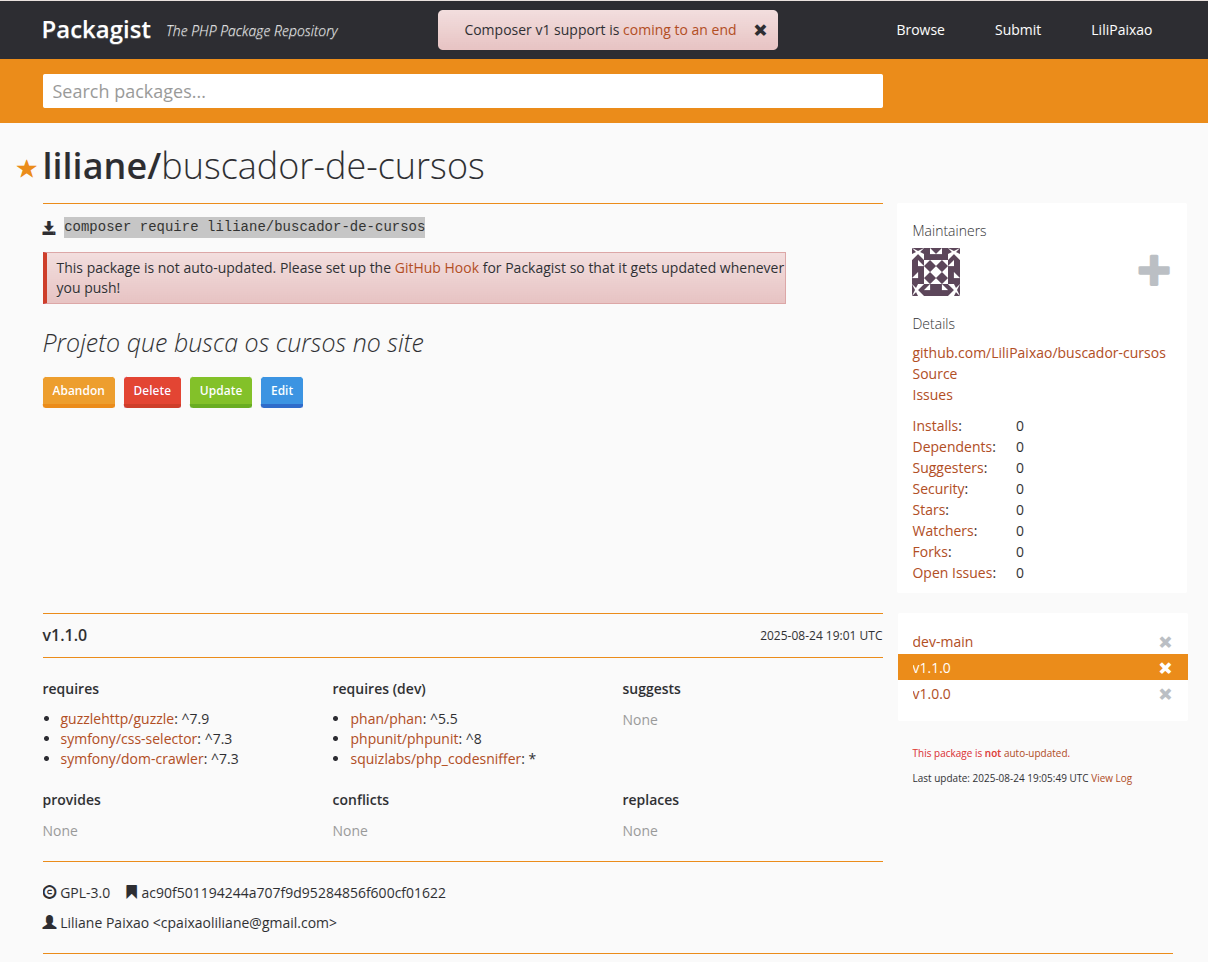 Packagist The PHP Package Repository
Composer v1 support is coming to an end
Browse
Submit
LiliPaixao
Search packages...
liliane/buscador-de-cursos
composer require liliane/buscador-de-cursos
This package is not auto-updated. Please set up the GitHub Hook for Packagist so that it gets updated whenever
you push!
Projeto que busca os cursos no site
Abandon
Delete
Update
Edit
Maintainers
Details
github.com/LiliPaixao/buscador-cursos
Source
Issues
Installs: 0
Dependents: 0
Suggesters: 0
Security: 0
Stars: 0
Watchers: 0
Forks: 0
Open Issues: 0
v1.1.0
2025-08-24 19:01 UTC
requires
guzzlehttp/guzzle: ^7.9
symfony/css-selector: ^7.3
symfony/dom-crawler: ^7.3
requires (dev)
phan/phan: ^5.5
phpunit/phpunit: ^8
squizlabs/php_codesniffer: *
suggests
None
provides
None
conflicts
None
replaces
None
GPL-3.0 ac90f501194244a707f9d95284856f600cf01622
Liliane Paixao <cpaixaoliliane@gmail.com>
dev-main
v1.1.0
v1.0.0
This package is not auto-updated.
Last update: 2025-08-24 19:05:49 UTC View Log